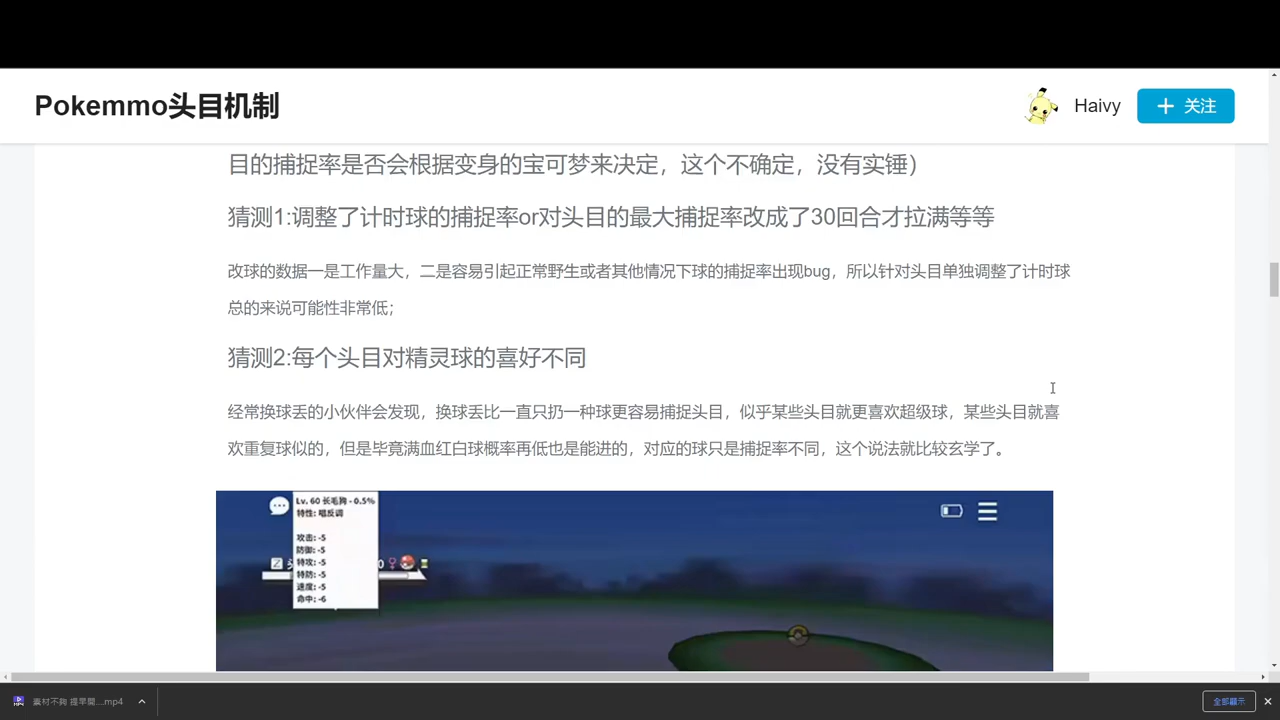 Pokemmo头目机制
Haivy
关注
目的捕捉率是否会根据变身的宝可梦来决定，这个不确定，没有实锤）
猜测1:调整了计时球的捕捉率or对头目的最大捕捉率改成了30回合才拉满等等
改球的数据一是工作量大，二是容易引起正常野生或者其他情况下球的捕捉率出现bug，所以针对头目单独调整了计时球
总的来说可能性非常低；
猜测2:每个头目对精灵球的喜好不同
经常换球丢的小伙伴会发现，换球丢比一直只扔一种球更容易捕捉头目，似乎某些头目就更喜欢超级球，某些头目就喜
欢重复球似的，但是毕竟满血红白球概率再低也是能进的，对应的球只是捕捉率不同，这个说法就比较玄学了。
Lv. 60 长毛狗 - 0.5%
特性: 唱反调
攻击: -5
防御: -5
特攻: -5
特防: -5
速度: -5
命中: -6
素材不夠 提早開....mp4
全部顯示